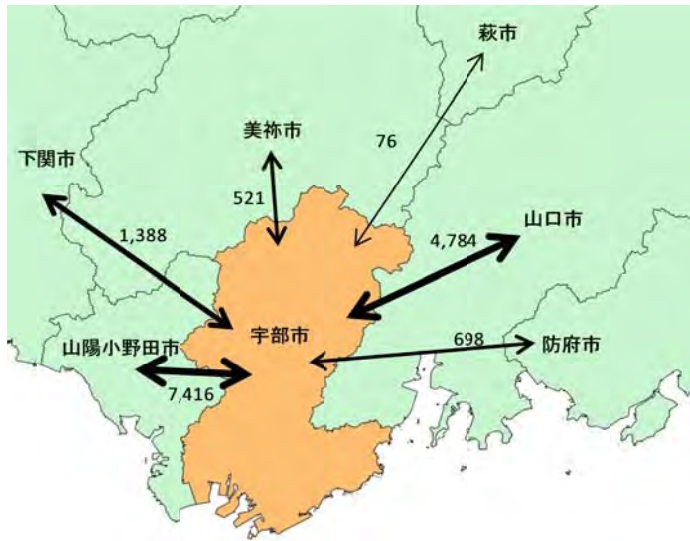 萩市
美祢市
76
下関市
521
山口市
1,388
4,784
宇部市
698
山陽小野田市
防府市
7,416